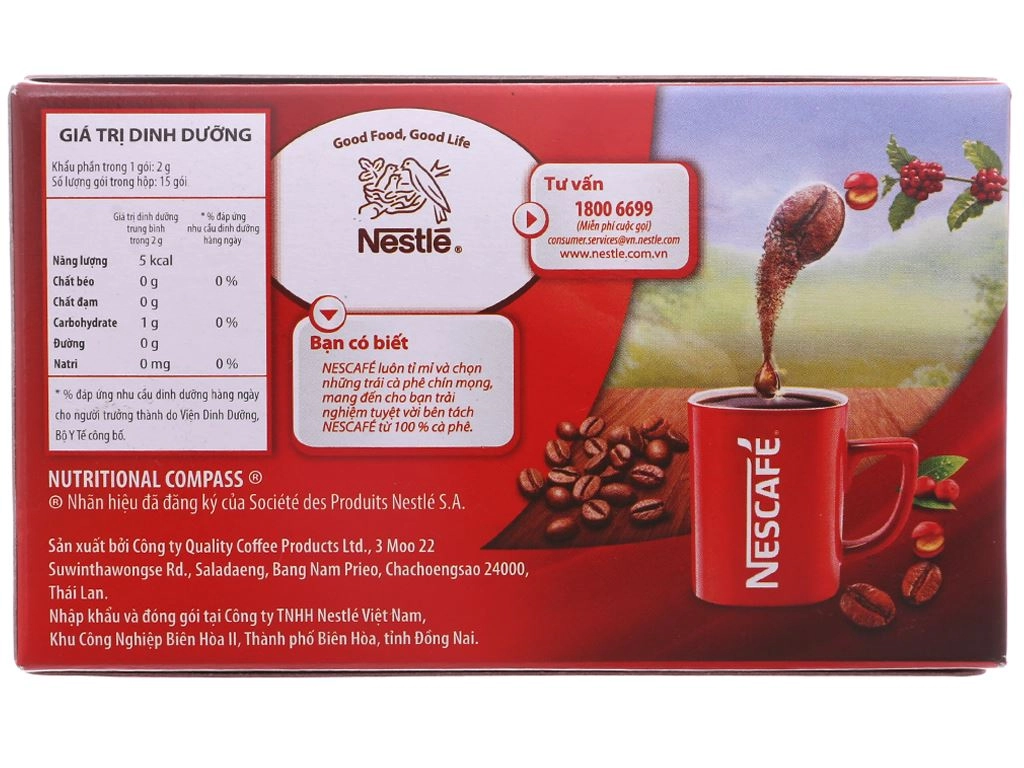 GIÁ TRỊ DINH DƯỠNG
Khẩu phần trong 1 gói: 2 g
Số lượng gói trong hộp: 15 gói
Giá trị dinh dưỡng trung bình trong 2 g
* % đáp ứng nhu cầu dinh dưỡng hàng ngày
Năng lượng 5 kcal
Chất béo 0 g 0 %
Chất đạm 0 g
Carbohydrate 1 g 0 %
Đường 0 g
Natri 0 mg 0 %
* % đáp ứng nhu cầu dinh dưỡng hàng ngày
cho người trưởng thành do Viện Dinh Dưỡng,
Bộ Y Tế công bố.
Good Food, Good Life
Nestlé®
Tư vấn
1800 6699
(Miễn phí cuộc gọi)
consumer.services@vn.nestle.com
www.nestle.com.vn
Bạn có biết
NESCAFÉ luôn tỉ mỉ và chọn
những trái cà phê chín mọng,
mang đến cho bạn trải
nghiệm tuyệt vời bên tách
NESCAFÉ từ 100 % cà phê.
NUTRITIONAL COMPASS ®
® Nhãn hiệu đã đăng ký của Société des Produits Nestlé S.A.
Sản xuất bởi Công ty Quality Coffee Products Ltd., 3 Moo 22
Suwinthawongse Rd., Saladaeng, Bang Nam Prieo, Chachoengsao 24000,
Thái Lan.
Nhập khẩu và đóng gói tại Công ty TNHH Nestlé Việt Nam,
Khu Công Nghiệp Biên Hòa II, Thành phố Biên Hòa, tỉnh Đồng Nai.
NESCAFÉ®